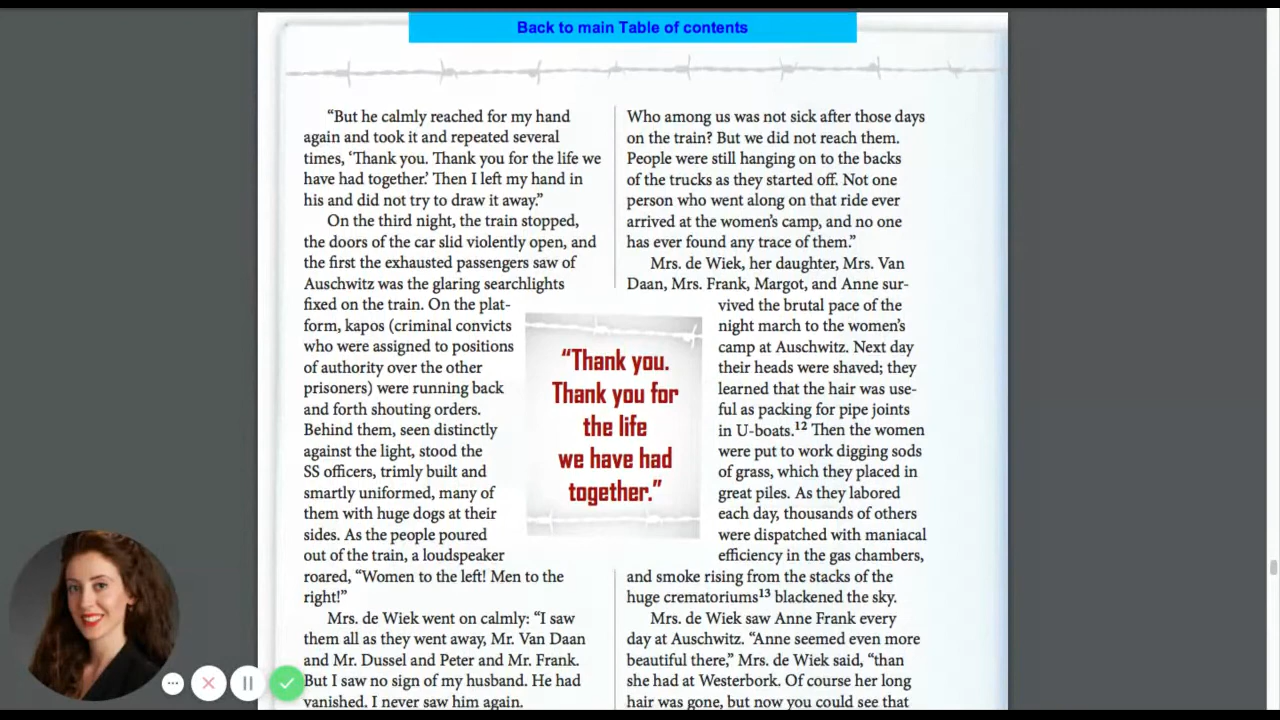 Back to main Table of contents
“But he calmly reached for my hand
again and took it and repeated several
times, ‘Thank you. Thank you for the life we
have had together.’ Then I left my hand in
his and did not try to draw it away.”
On the third night, the train stopped,
the doors of the car slid violently open, and
the first the exhausted passengers saw of
Auschwitz was the glaring searchlights
fixed on the train. On the plat-
form, kapos (criminal convicts
who were assigned to positions
of authority over the other
prisoners) were running back
and forth shouting orders.
Behind them, seen distinctly
against the light, stood the
SS officers, trimly built and
smartly uniformed, many of
them with huge dogs at their
sides. As the people poured
out of the train, a loudspeaker
roared, “Women to the left! Men to the
right!”
Mrs. de Wiek went on calmly: “I saw
them all as they went away, Mr. Van Daan
and Mr. Dussel and Peter and Mr. Frank.
But I saw no sign of my husband. He had
vanished. I never saw him again.
“Thank you.
Thank you for
the life
we have had
together.”
Who among us was not sick after those days
on the train? But we did not reach them.
People were still hanging on to the backs
of the trucks as they started off. Not one
person who went along on that ride ever
arrived at the women’s camp, and no one
has ever found any trace of them.”
Mrs. de Wiek, her daughter, Mrs. Van
Daan, Mrs. Frank, Margot, and Anne sur-
vived the brutal pace of the
night march to the women’s
camp at Auschwitz. Next day
their heads were shaved; they
learned that the hair was use-
ful as packing for pipe joints
in U-boats.12 Then the women
were put to work digging sods
of grass, which they placed in
great piles. As they labored
each day, thousands of others
were dispatched with maniacal
efficiency in the gas chambers,
and smoke rising from the stacks of the
huge crematoriums13 blackened the sky.
Mrs. de Wiek saw Anne Frank every
day at Auschwitz. “Anne seemed even more
beautiful there,” Mrs. de Wiek said, “than
she had at Westerbork. Of course her long
hair was gone, but now you could see that